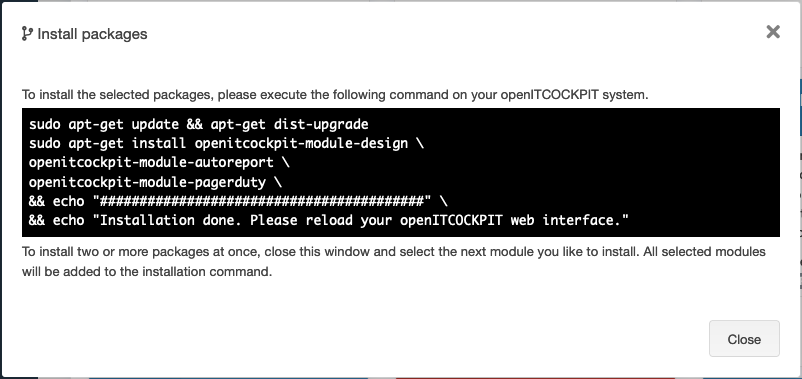 Install packages
To install the selected packages, please execute the following command on your openITCOCKPIT system.
sudo apt-get update && apt-get dist-upgrade
sudo apt-get install openitcockpit-module-design \
openitcockpit-module-autoreport \
openitcockpit-module-pagerduty \
&& echo "#########################################" \
&& echo "Installation done. Please reload your openITCOCKPIT web interface."
To install two or more packages at once, close this window and select the next module you like to install. All selected modules
will be added to the installation command.
Close